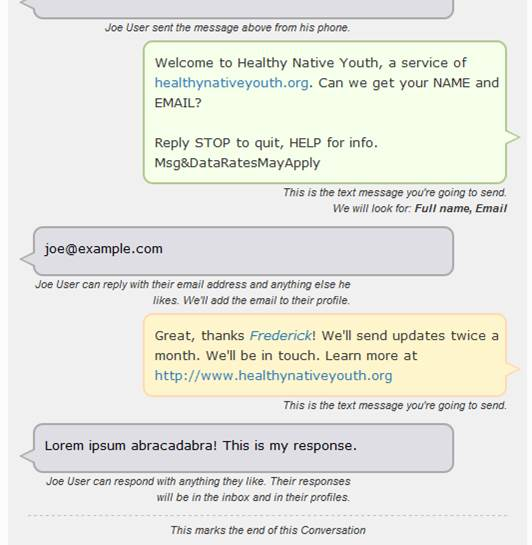 Joe User sent the message above from his phone.
Welcome to Healthy Native Youth, a service of
healthynativeyouth.org. Can we get your NAME and
EMAIL?
Reply STOP to quit, HELP for info.
Msg&DataRatesMayApply
This is the text message you're going to send.
We will look for: Full name, Email
joe@example.com
Joe User can reply with their email address and anything else he
likes. We'll add the email to their profile.
Great, thanks Frederick! We'll send updates twice a
month. We'll be in touch. Learn more at
http://www.healthynativeyouth.org
This is the text message you're going to send.
Lorem ipsum abracadabra! This is my response.
Joe User can respond with anything they like. Their responses
will be in the inbox and in their profiles.
This marks the end of this Conversation